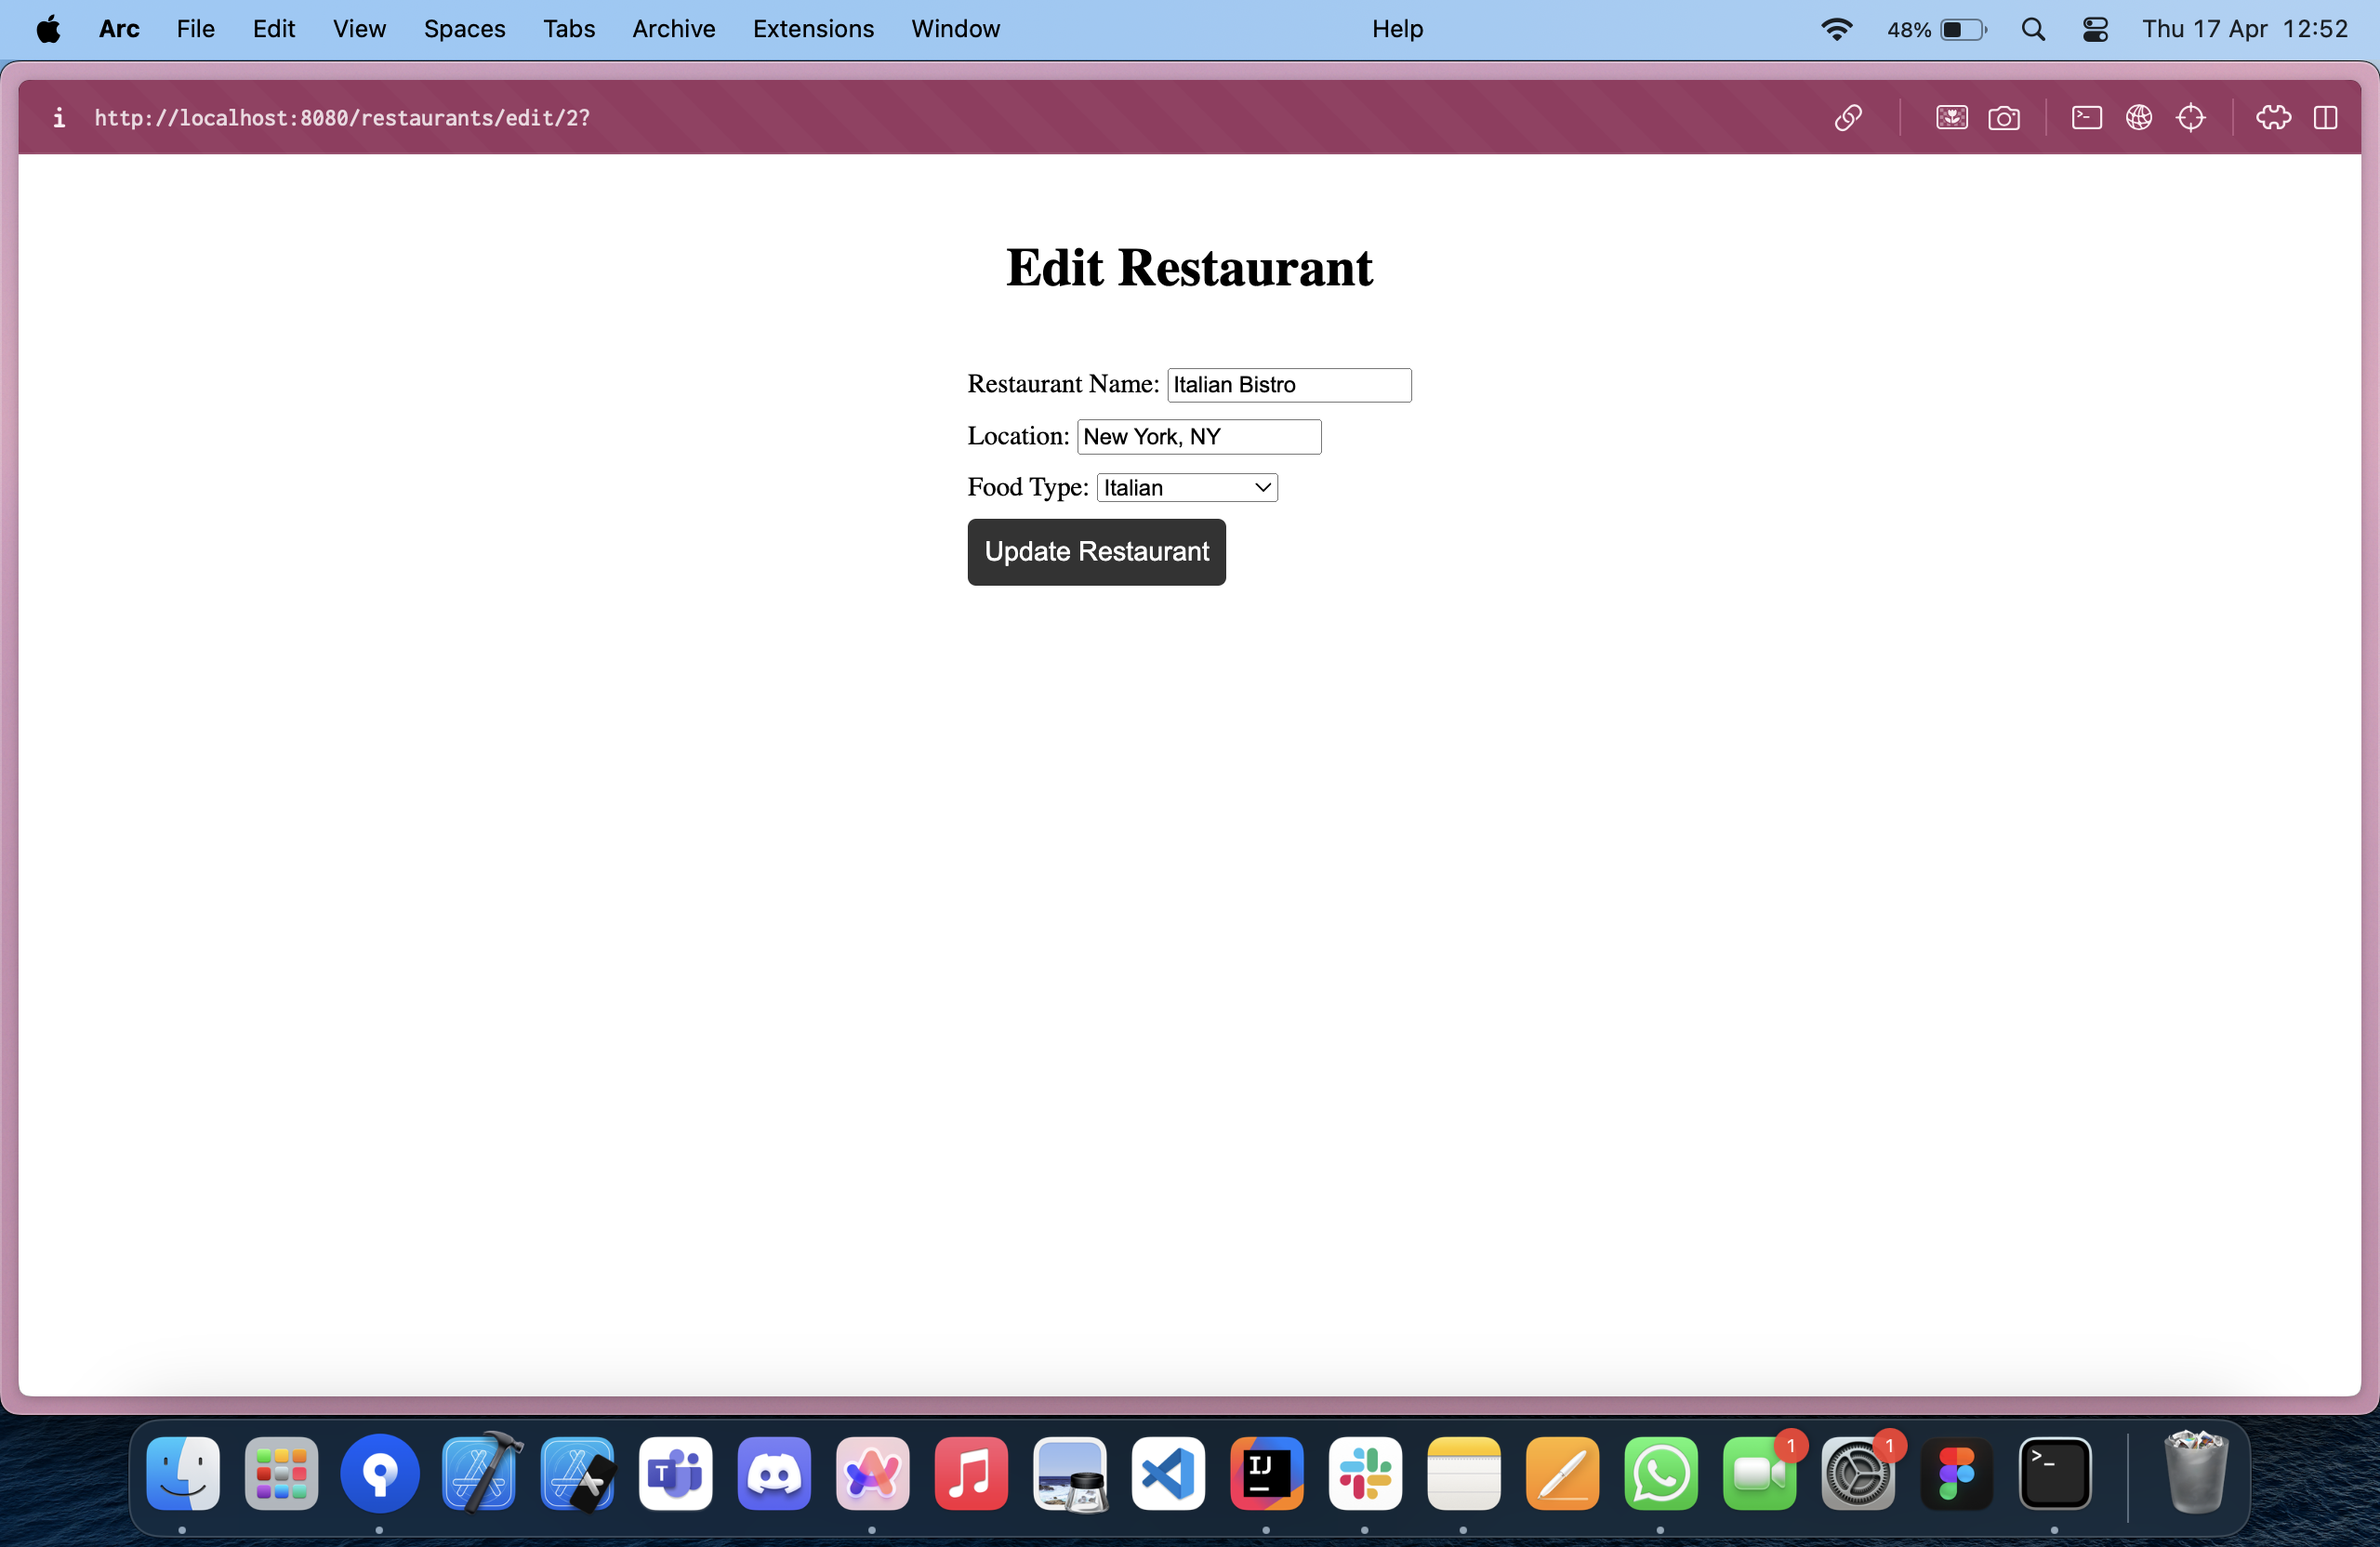 Arc File Edit View Spaces Tabs Archive Extensions Window Help 48% Thu 17 Apr 12:52
i http://localhost:8080/restaurants/edit/2?
Edit Restaurant
Restaurant Name: Italian Bistro
Location: New York, NY
Food Type: Italian
Update Restaurant
T
IJ
1
1
>_